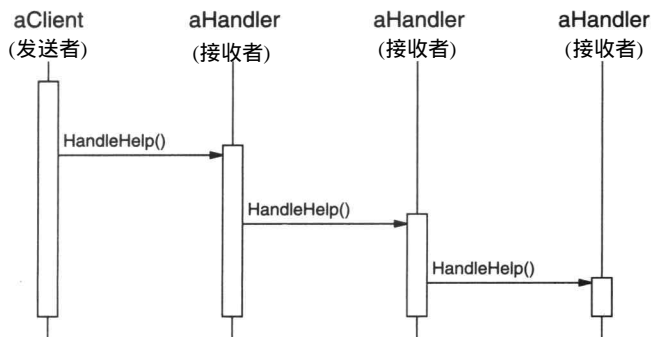 aClient aHandler aHandler aHandler
(发送者) (接收者) (接收者) (接收者)
HandleHelp()
HandleHelp()
HandleHelp()